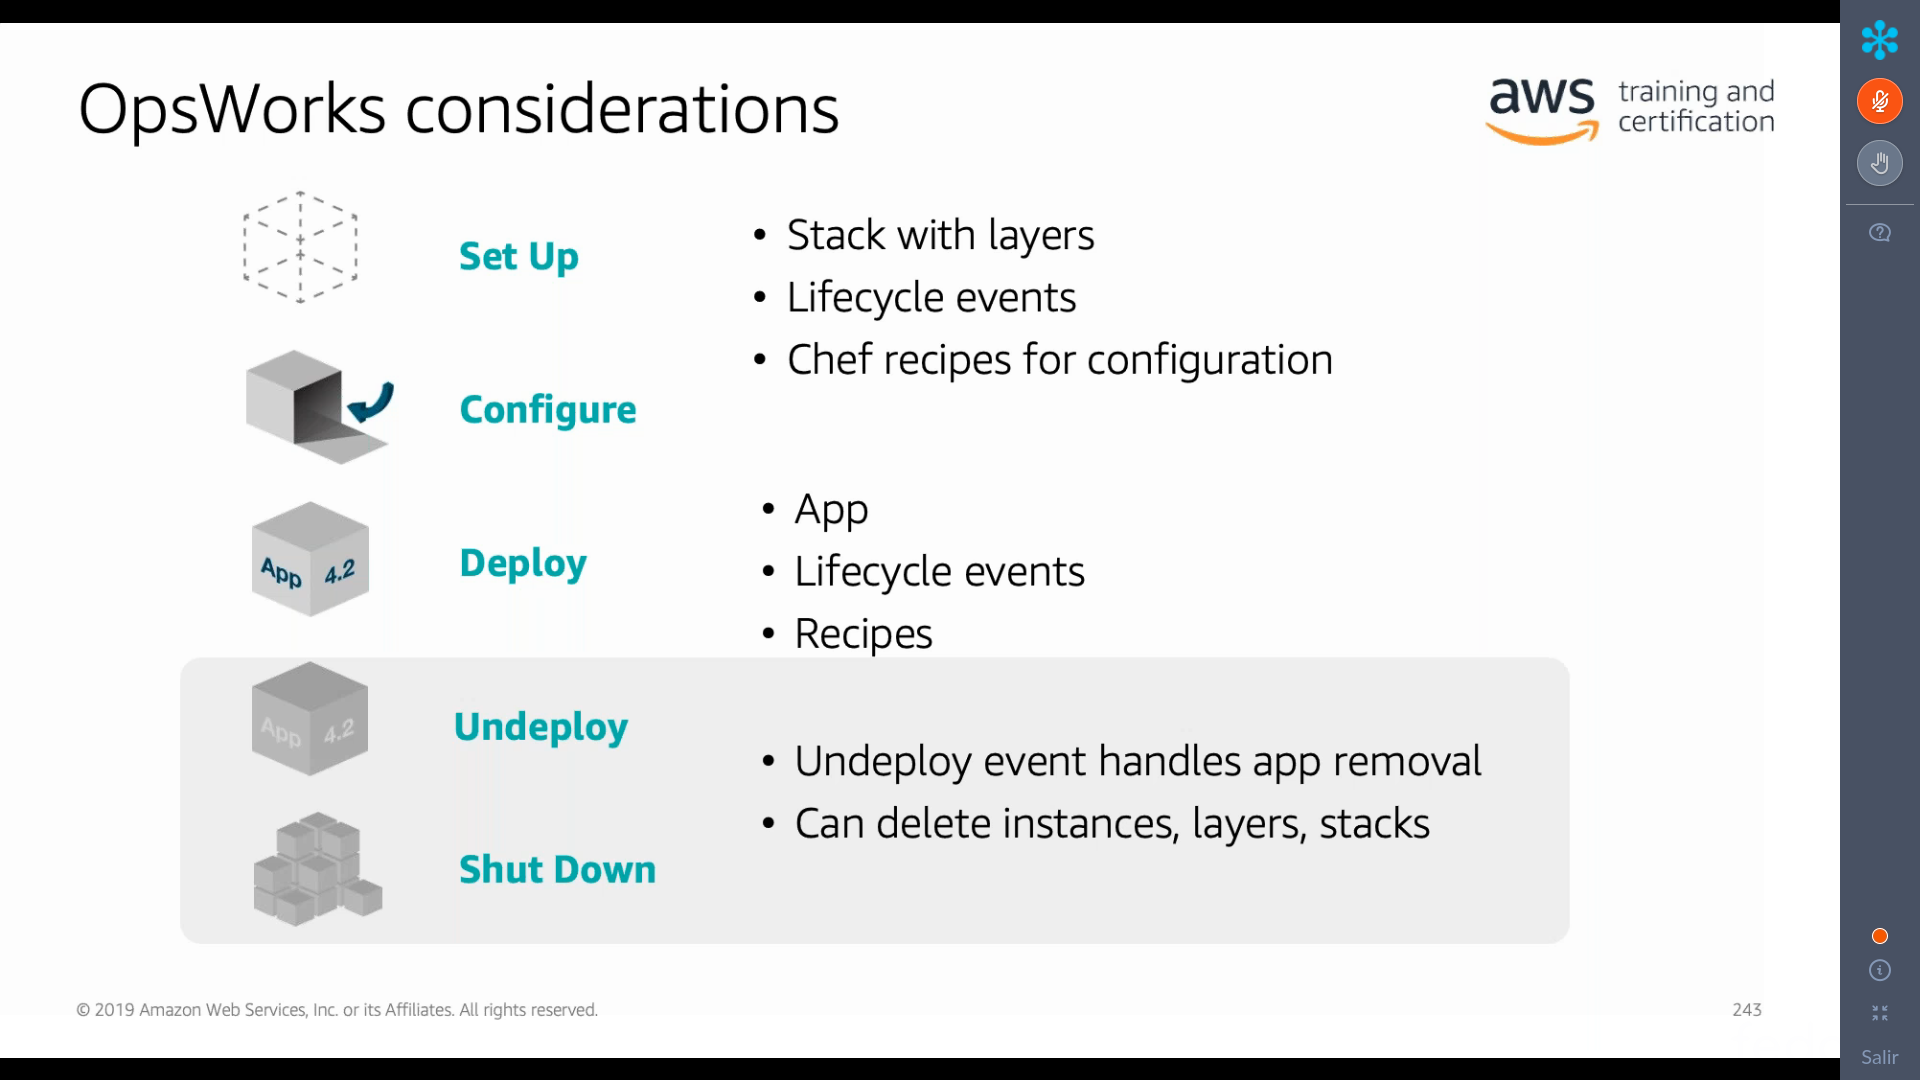 OpsWorks considerations
aws training and
certification
Set Up
• Stack with layers
• Lifecycle events
• Chef recipes for configuration
Configure
App 4.2
Deploy
• App
• Lifecycle events
• Recipes
App 4.2
Undeploy
• Undeploy event handles app removal
• Can delete instances, layers, stacks
Shut Down
© 2019 Amazon Web Services, Inc. or its Affiliates. All rights reserved.
243
Salir